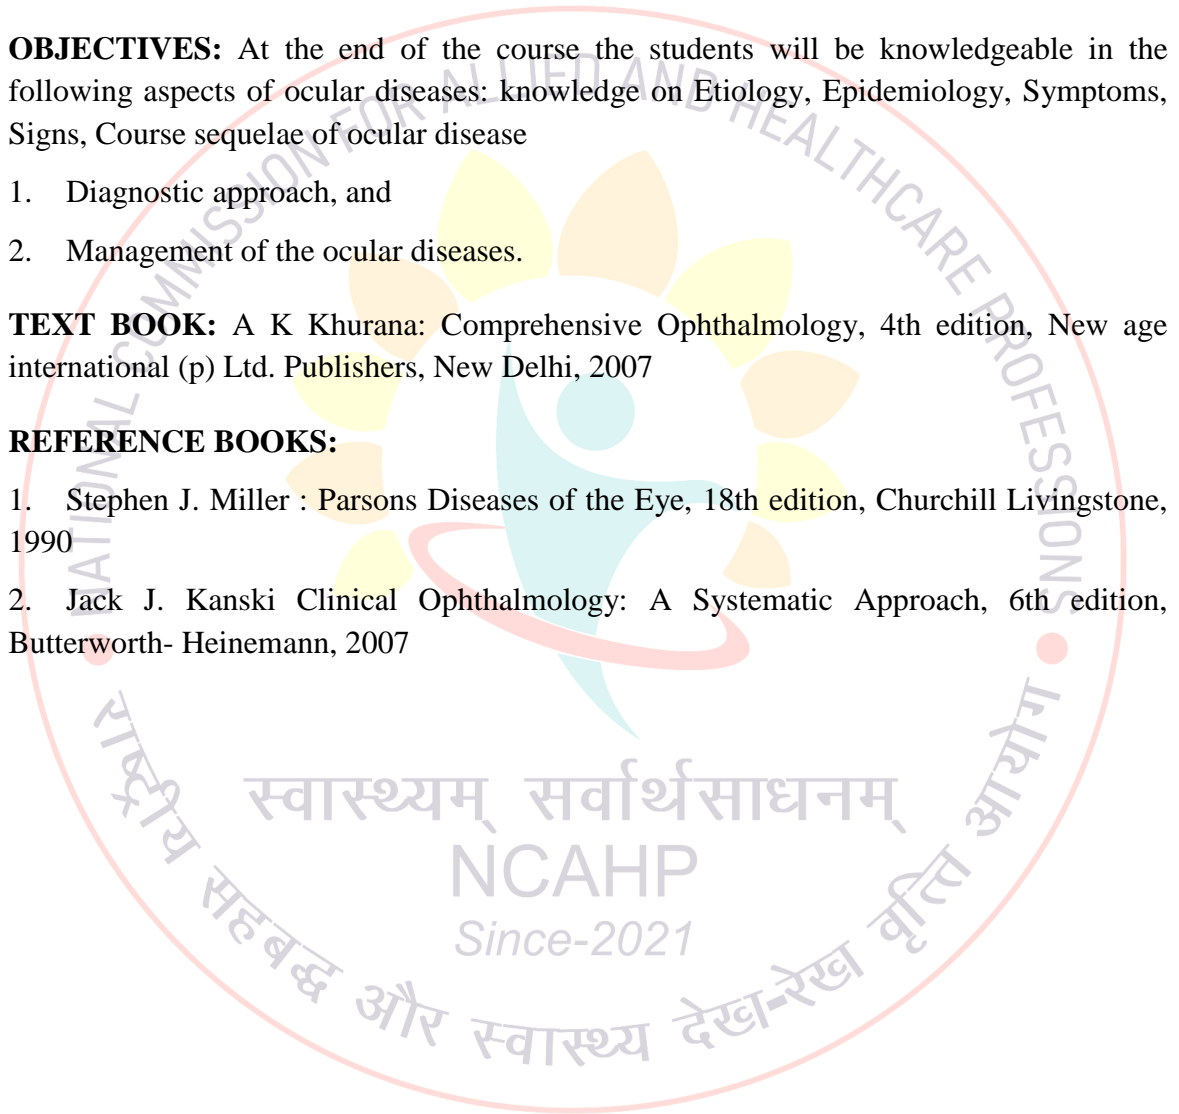 OBJECTIVES: At the end of the course the students will be knowledgeable in the
following aspects of ocular diseases: knowledge on Etiology, Epidemiology, Symptoms,
Signs, Course sequelae of ocular disease
1. Diagnostic approach, and
2. Management of the ocular diseases.
TEXT BOOK: A K Khurana: Comprehensive Ophthalmology, 4th edition, New age
international (p) Ltd. Publishers, New Delhi, 2007
REFERENCE BOOKS:
1. Stephen J. Miller : Parsons Diseases of the Eye, 18th edition, Churchill Livingstone,
1990
2. Jack J. Kanski Clinical Ophthalmology: A Systematic Approach, 6th edition,
Butterworth- Heinemann, 2007
NATIONAL COMMISSION FOR ALLIED AND HEALTHCARE PROFESSIONS
स्वास्थ्यम् सर्वार्थसाधनम्
NCAHP
Since-2021
राष्ट्रीय सहबद्ध और स्वास्थ्य देख-रेख वृत्ति आयोग